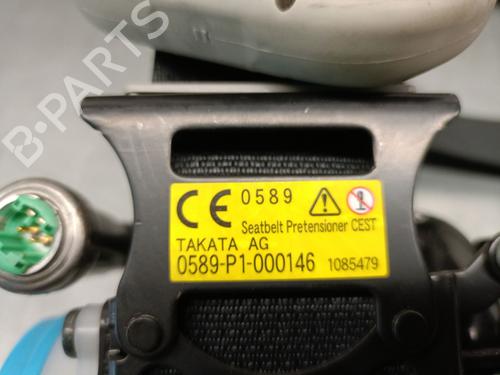 B-PARTS
CE 0589
Seatbelt Pretensioner CEST
TAKATA AG
0589-P1-000146 1085479